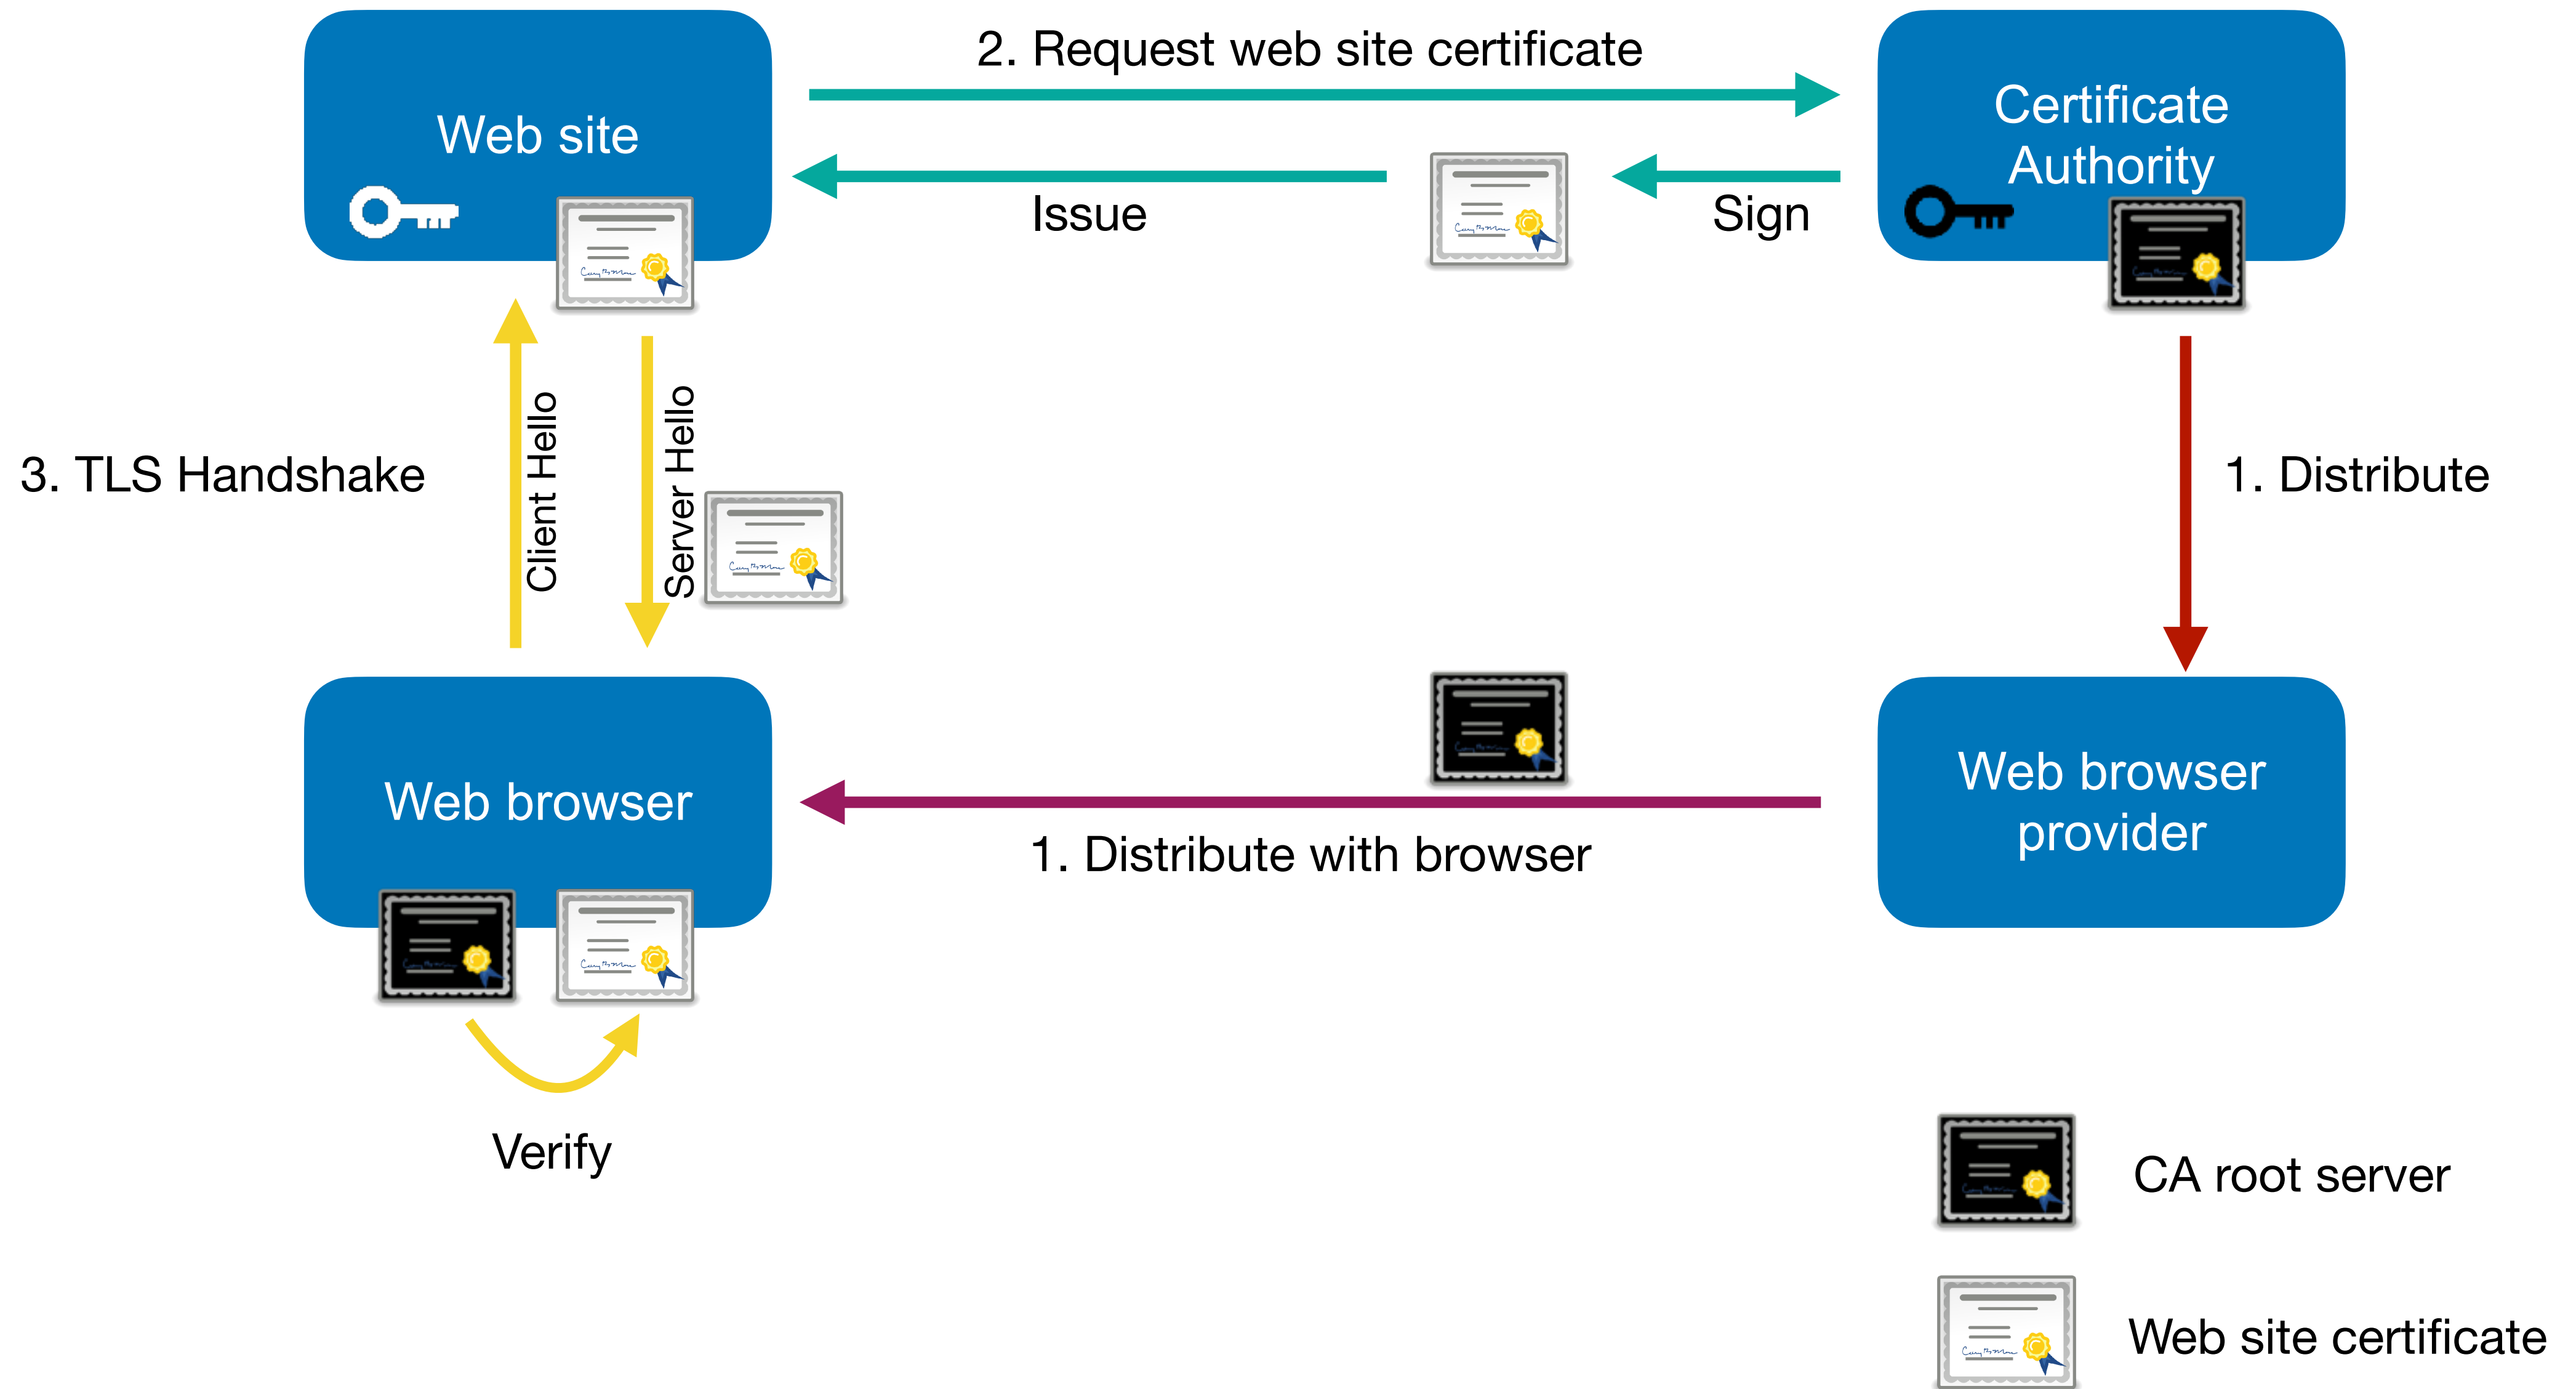 2. Request web site certificate
Web site
Certificate
Authority
Issue
Sign
3. TLS Handshake
Client Hello
Server Hello
1. Distribute
Web browser
1. Distribute with browser
Web browser
provider
Verify
CA root server
Web site certificate